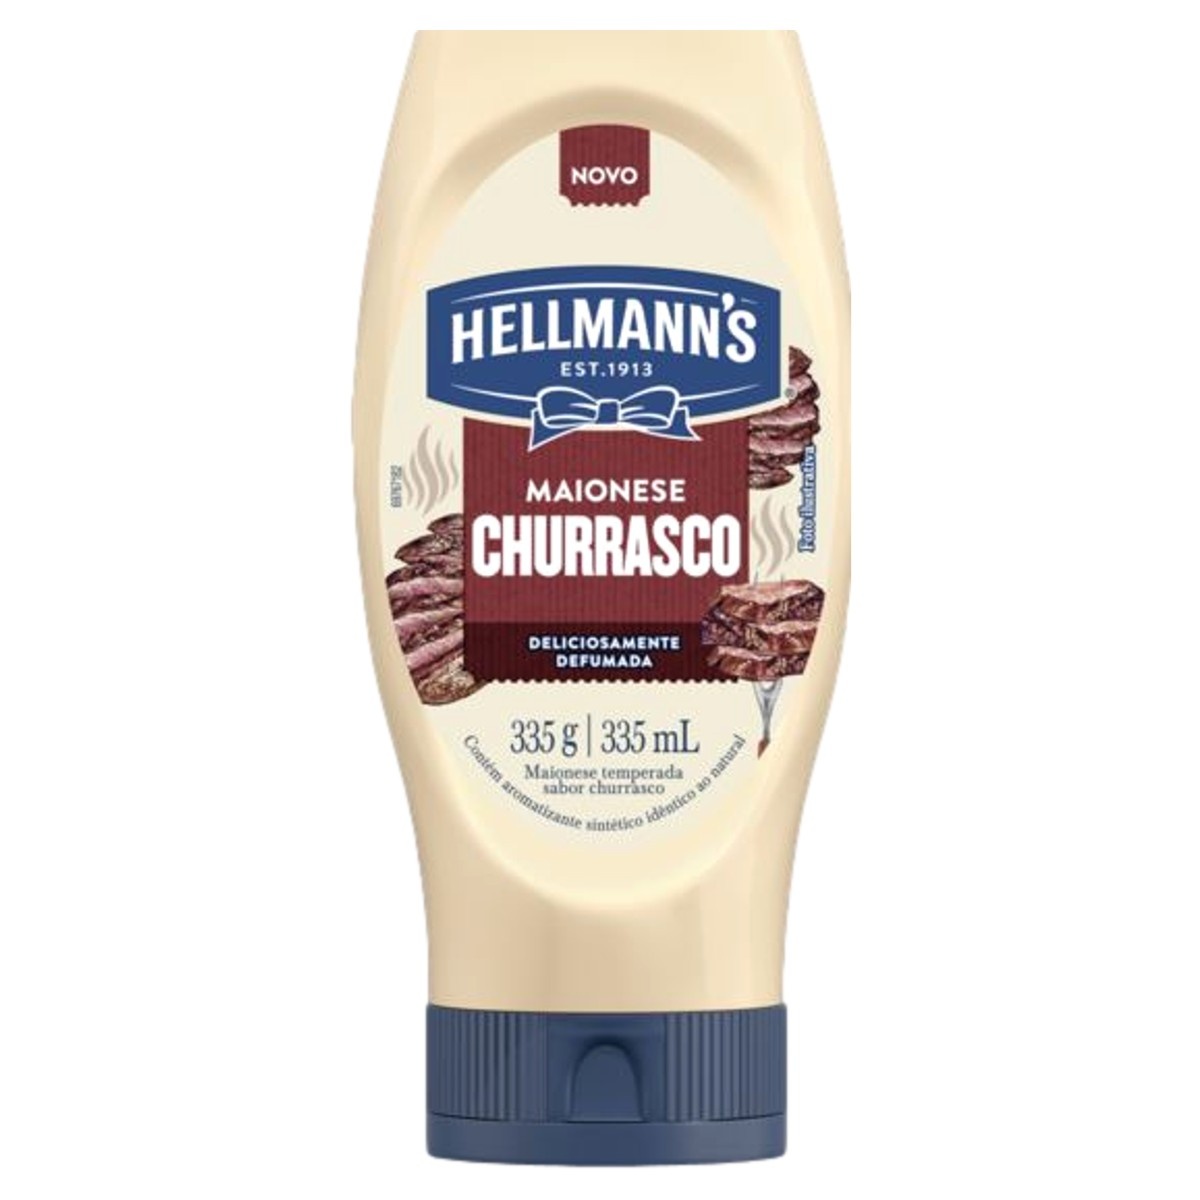 NOVO
HELLMANN'S
EST.1913
®
MAIONESE
CHURRASCO
DELICIOSAMENTE
DEFUMADA
Foto Ilustrativa
335 g | 335 mL
Maionese temperada
sabor churrasco
Contém aromatizante sintético idêntico ao natural